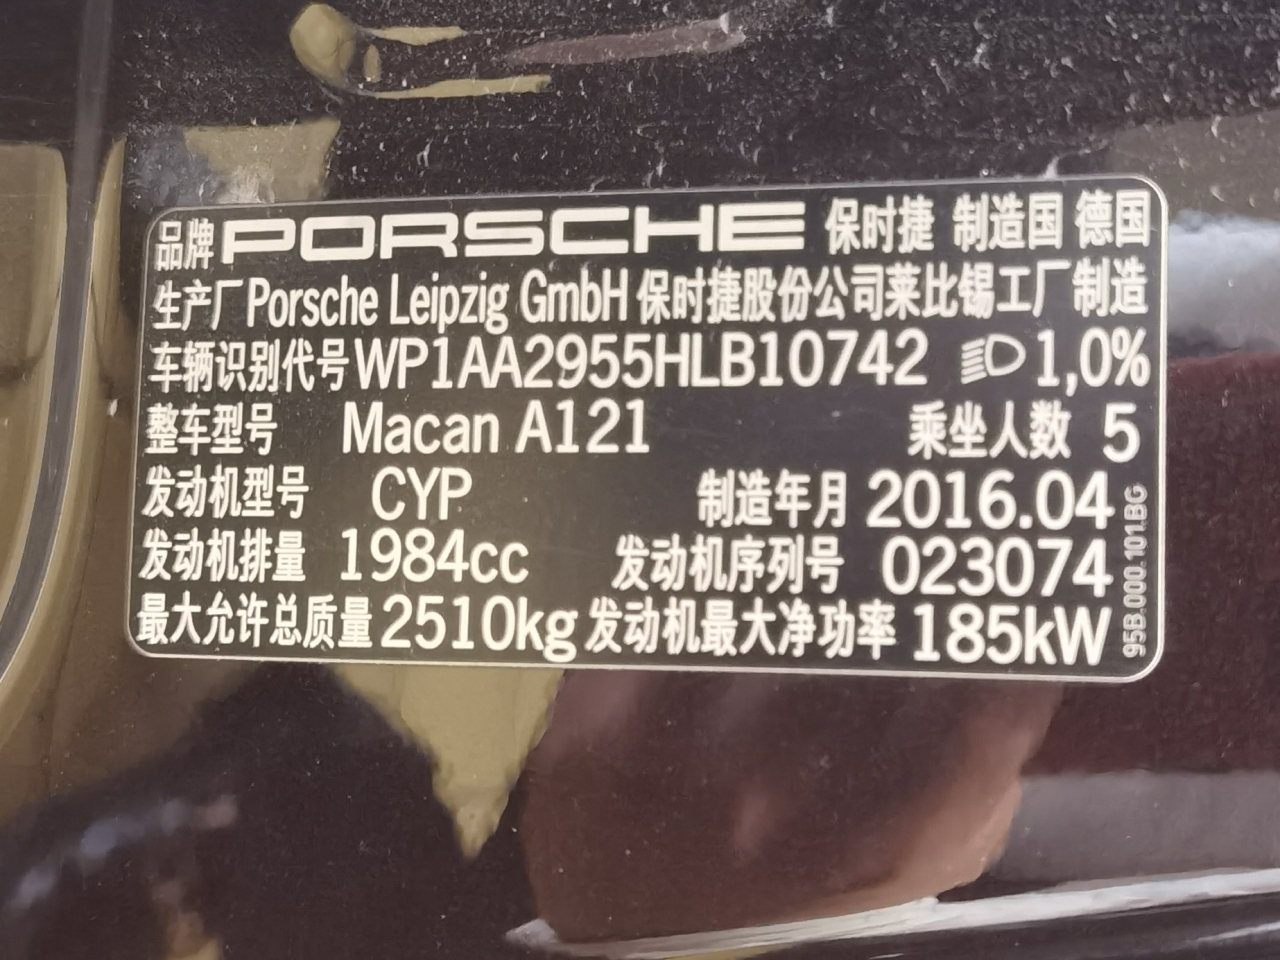 品牌 PORSCHE 保时捷 制造国 德国
生产厂 Porsche Leipzig GmbH 保时捷股份公司莱比锡工厂制造
车辆识别代号 WP1AA2955HLB10742 1,0%
整车型号 Macan A121 乘坐人数 5
发动机型号 CYP 制造年月 2016.04
发动机排量 1984cc 发动机序列号 023074
最大允许总质量 2510kg 发动机最大净功率 185kW
95B.000.101.BG